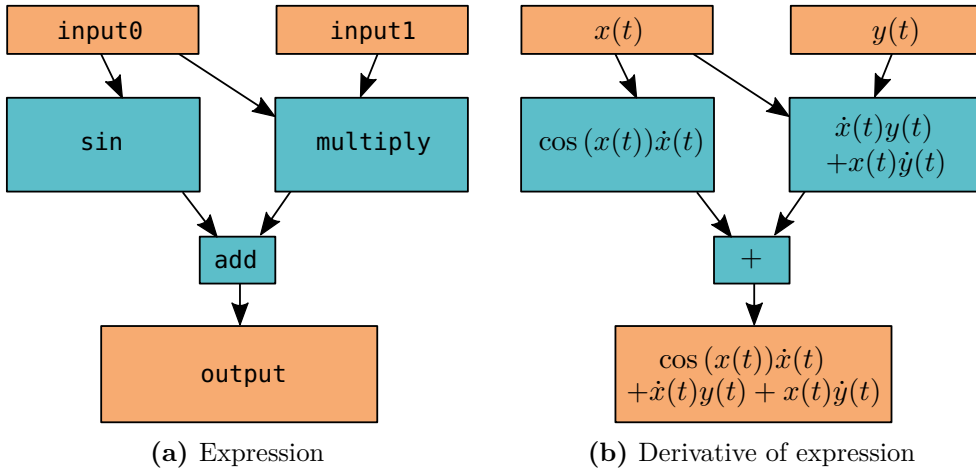 input0
input1
sin
multiply
add
output
(a) Expression
x(t)
y(t)
cos (x(t))ẋ(t)
ẋ(t)y(t)
+x(t)ẏ(t)
+
cos (x(t))ẋ(t)
+ẋ(t)y(t) + x(t)ẏ(t)
(b) Derivative of expression